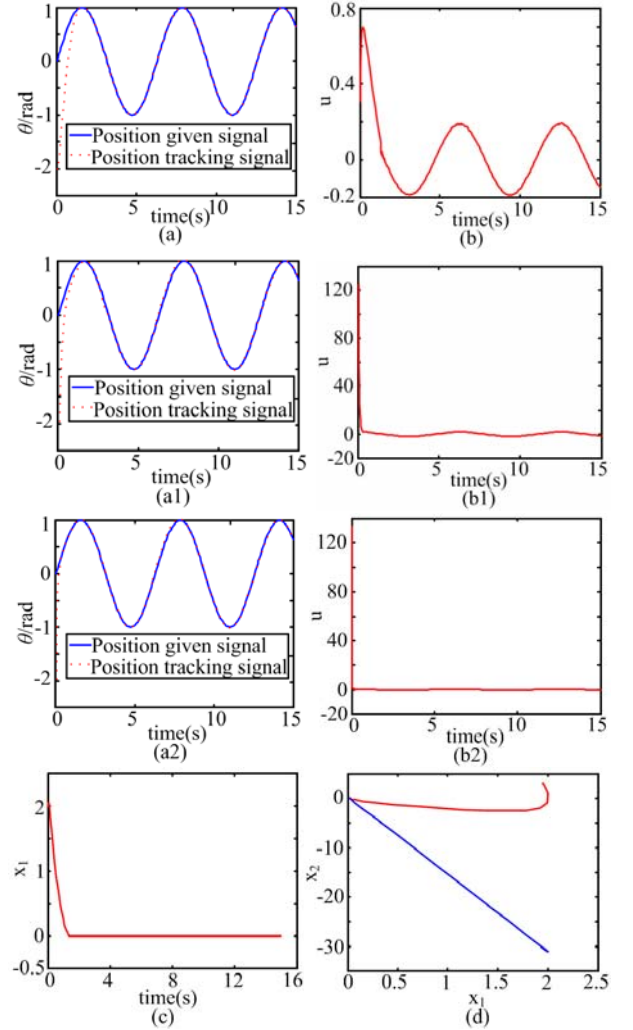 1
0
-1
-2
θ/rad
Position given signal
Position tracking signal
0 5 10 15
time(s)
(a)
0.8
0.4
0
-0.2
u
0 5 10 15
time(s)
(b)
1
0
-1
-2
θ/rad
Position given signal
Position tracking signal
0 5 10 15
time(s)
(a1)
120
80
40
0
-20
u
0 5 10 15
time(s)
(b1)
1
0
-1
-2
θ/rad
Position given signal
Position tracking signal
0 5 10 15
time(s)
(a2)
120
80
40
0
-20
u
0 5 10 15
time(s)
(b2)
2
1
0
-0.5
x₁
0 4 8 12 16
time(s)
(c)
0
-10
-20
-30
x₂
0 0.5 1 1.5 2 2.5
x₁
(d)